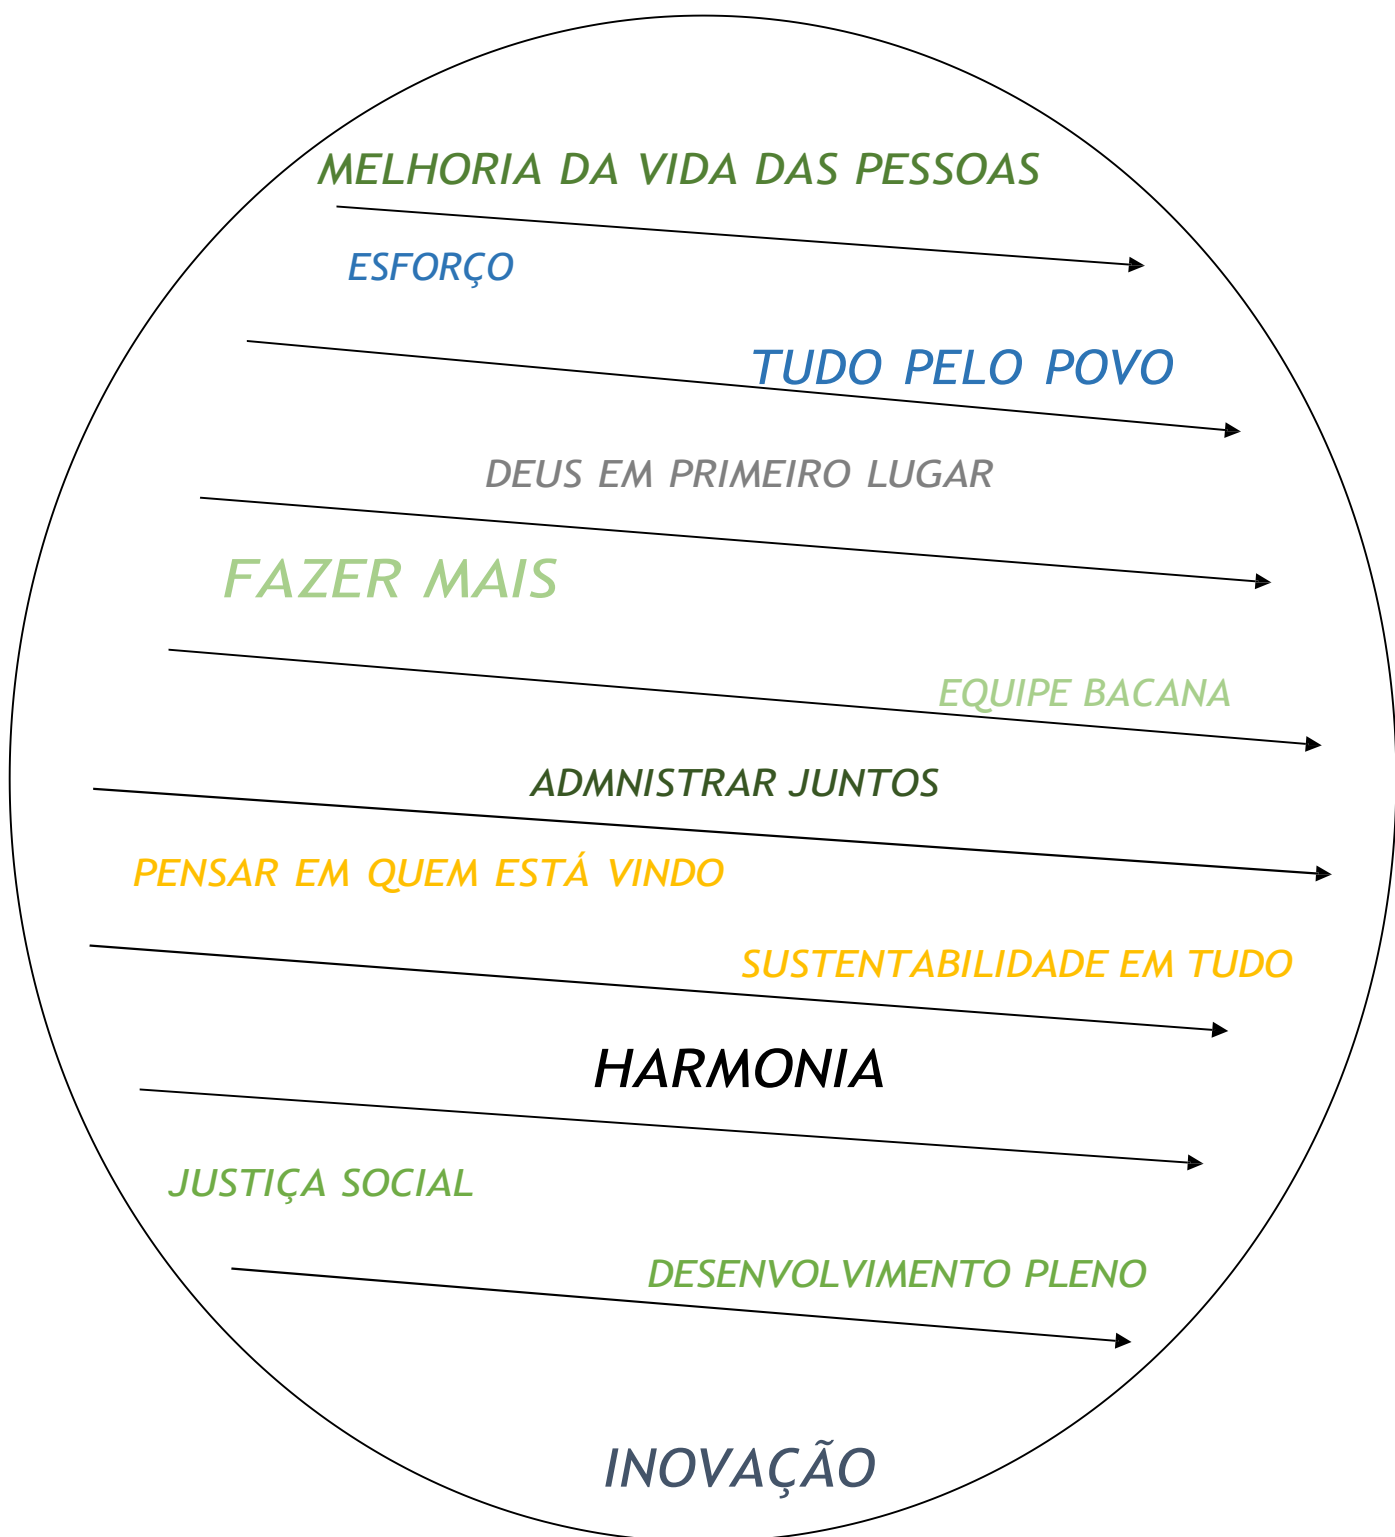 MELHORIA DA VIDA DAS PESSOAS
ESFORÇO
TUDO PELO POVO
DEUS EM PRIMEIRO LUGAR
FAZER MAIS
EQUIPE BACANA
ADMNISTRAR JUNTOS
PENSAR EM QUEM ESTÁ VINDO
SUSTENTABILIDADE EM TUDO
HARMONIA
JUSTIÇA SOCIAL
DESENVOLVIMENTO PLENO
INOVAÇÃO